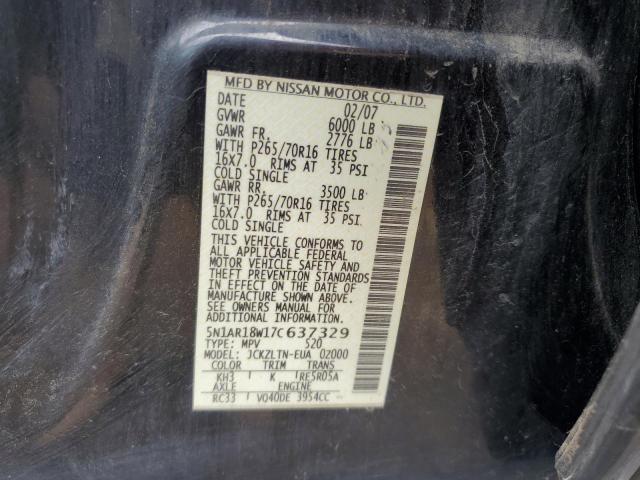 MFD BY NISSAN MOTOR CO., LTD.
DATE 02/07
GVWR 6000 LB
GAWR FR. 2776 LB
WITH P265/70R16 TIRES
16X7.0 RIMS AT 35 PSI
COLD SINGLE
GAWR RR. 3500 LB
WITH P265/70R16 TIRES
16X7.0 RIMS AT 35 PSI
COLD SINGLE
THIS VEHICLE CONFORMS TO
ALL APPLICABLE FEDERAL
MOTOR VEHICLE SAFETY AND
THEFT PREVENTION STANDARDS
IN EFFECT ON THE DATE OF
MANUFACTURE SHOWN ABOVE.
SEE OWNERS MANUAL FOR
ADDITIONAL INFORMATION.
5N1AR18W17C637329
TYPE: MPV 520
MODEL: JCKZLTN-EUA 02000
COLOR TRIM TRANS
KH3 K RE5R05A
AXLE ENGINE
RC33 VQ40DE 3954CC